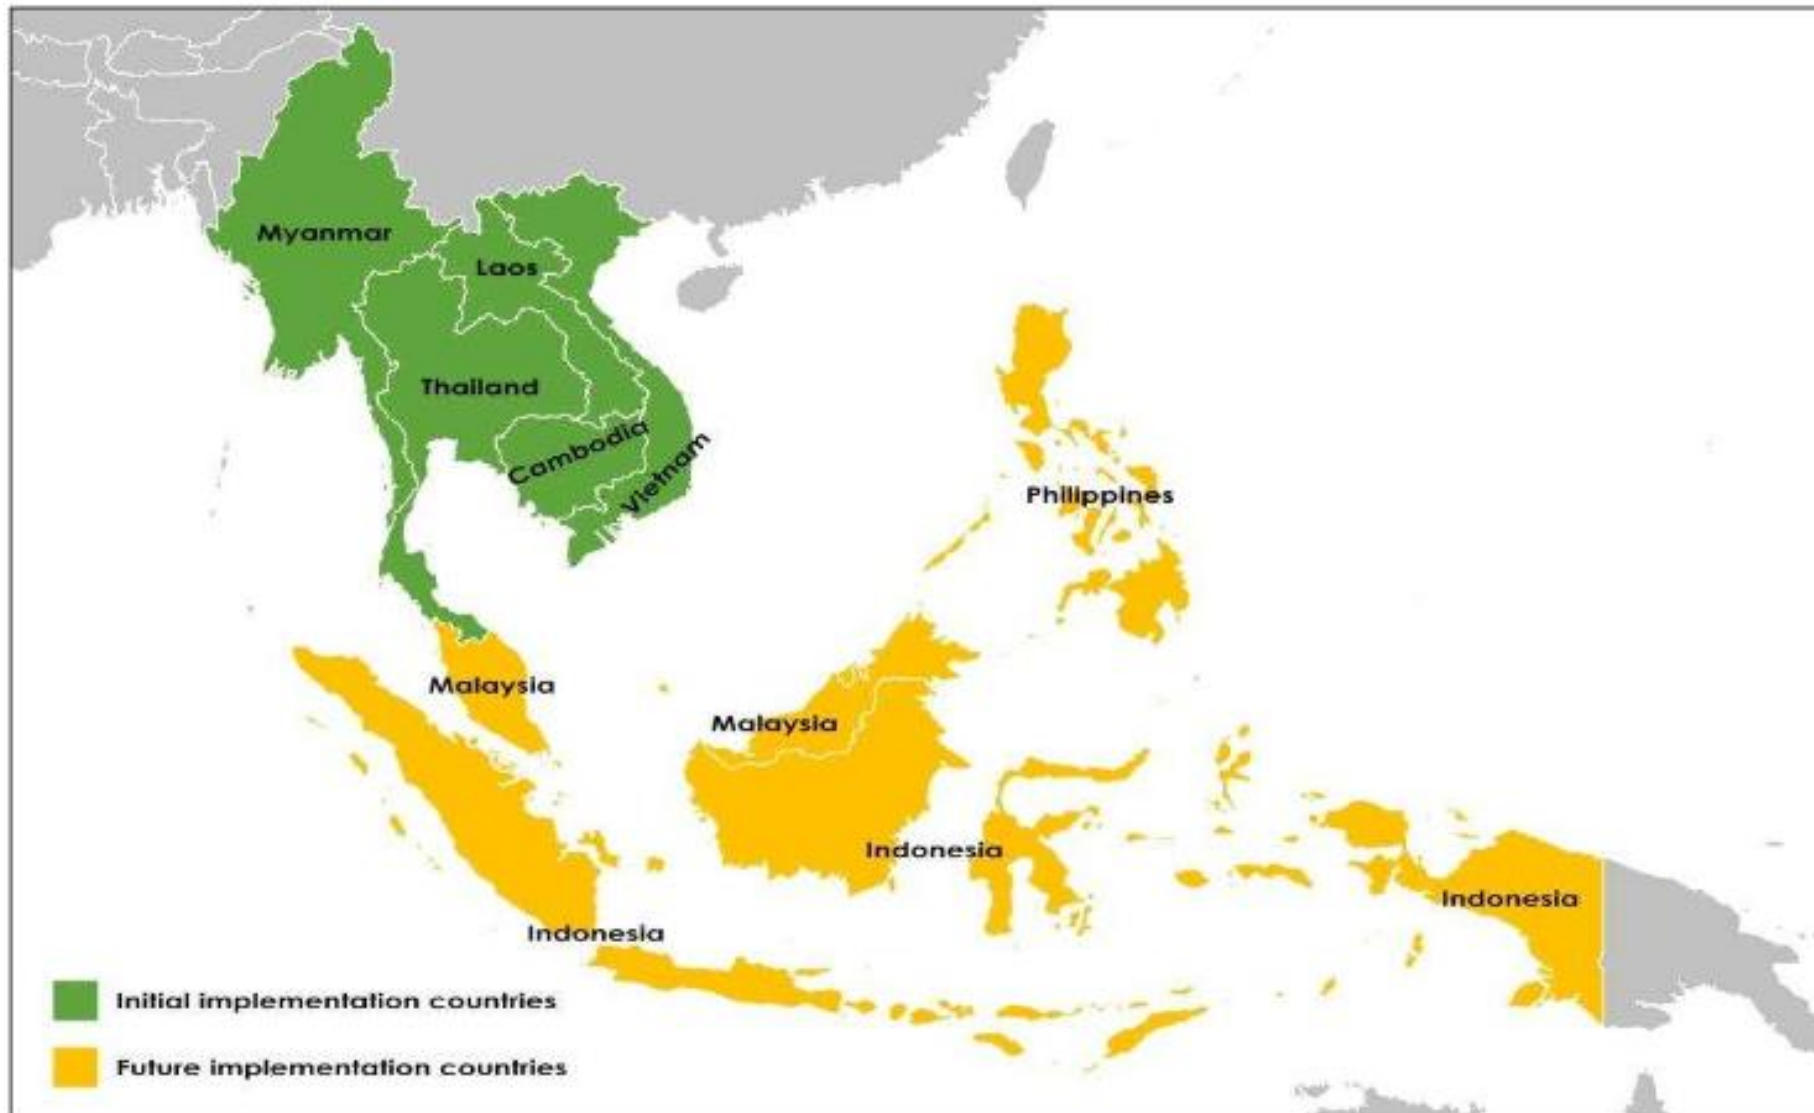 Myanmar
Laos
Thailand
Cambodia
Vietnam
Philippines
Malaysia
Malaysia
Indonesia
Indonesia
Indonesia
Initial implementation countries
Future implementation countries